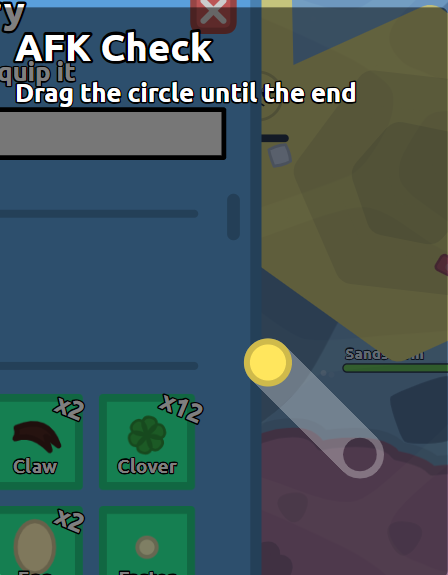 y
AFK Check
quip it
Drag the circle until the end
x2
x12
Claw
Clover
x2